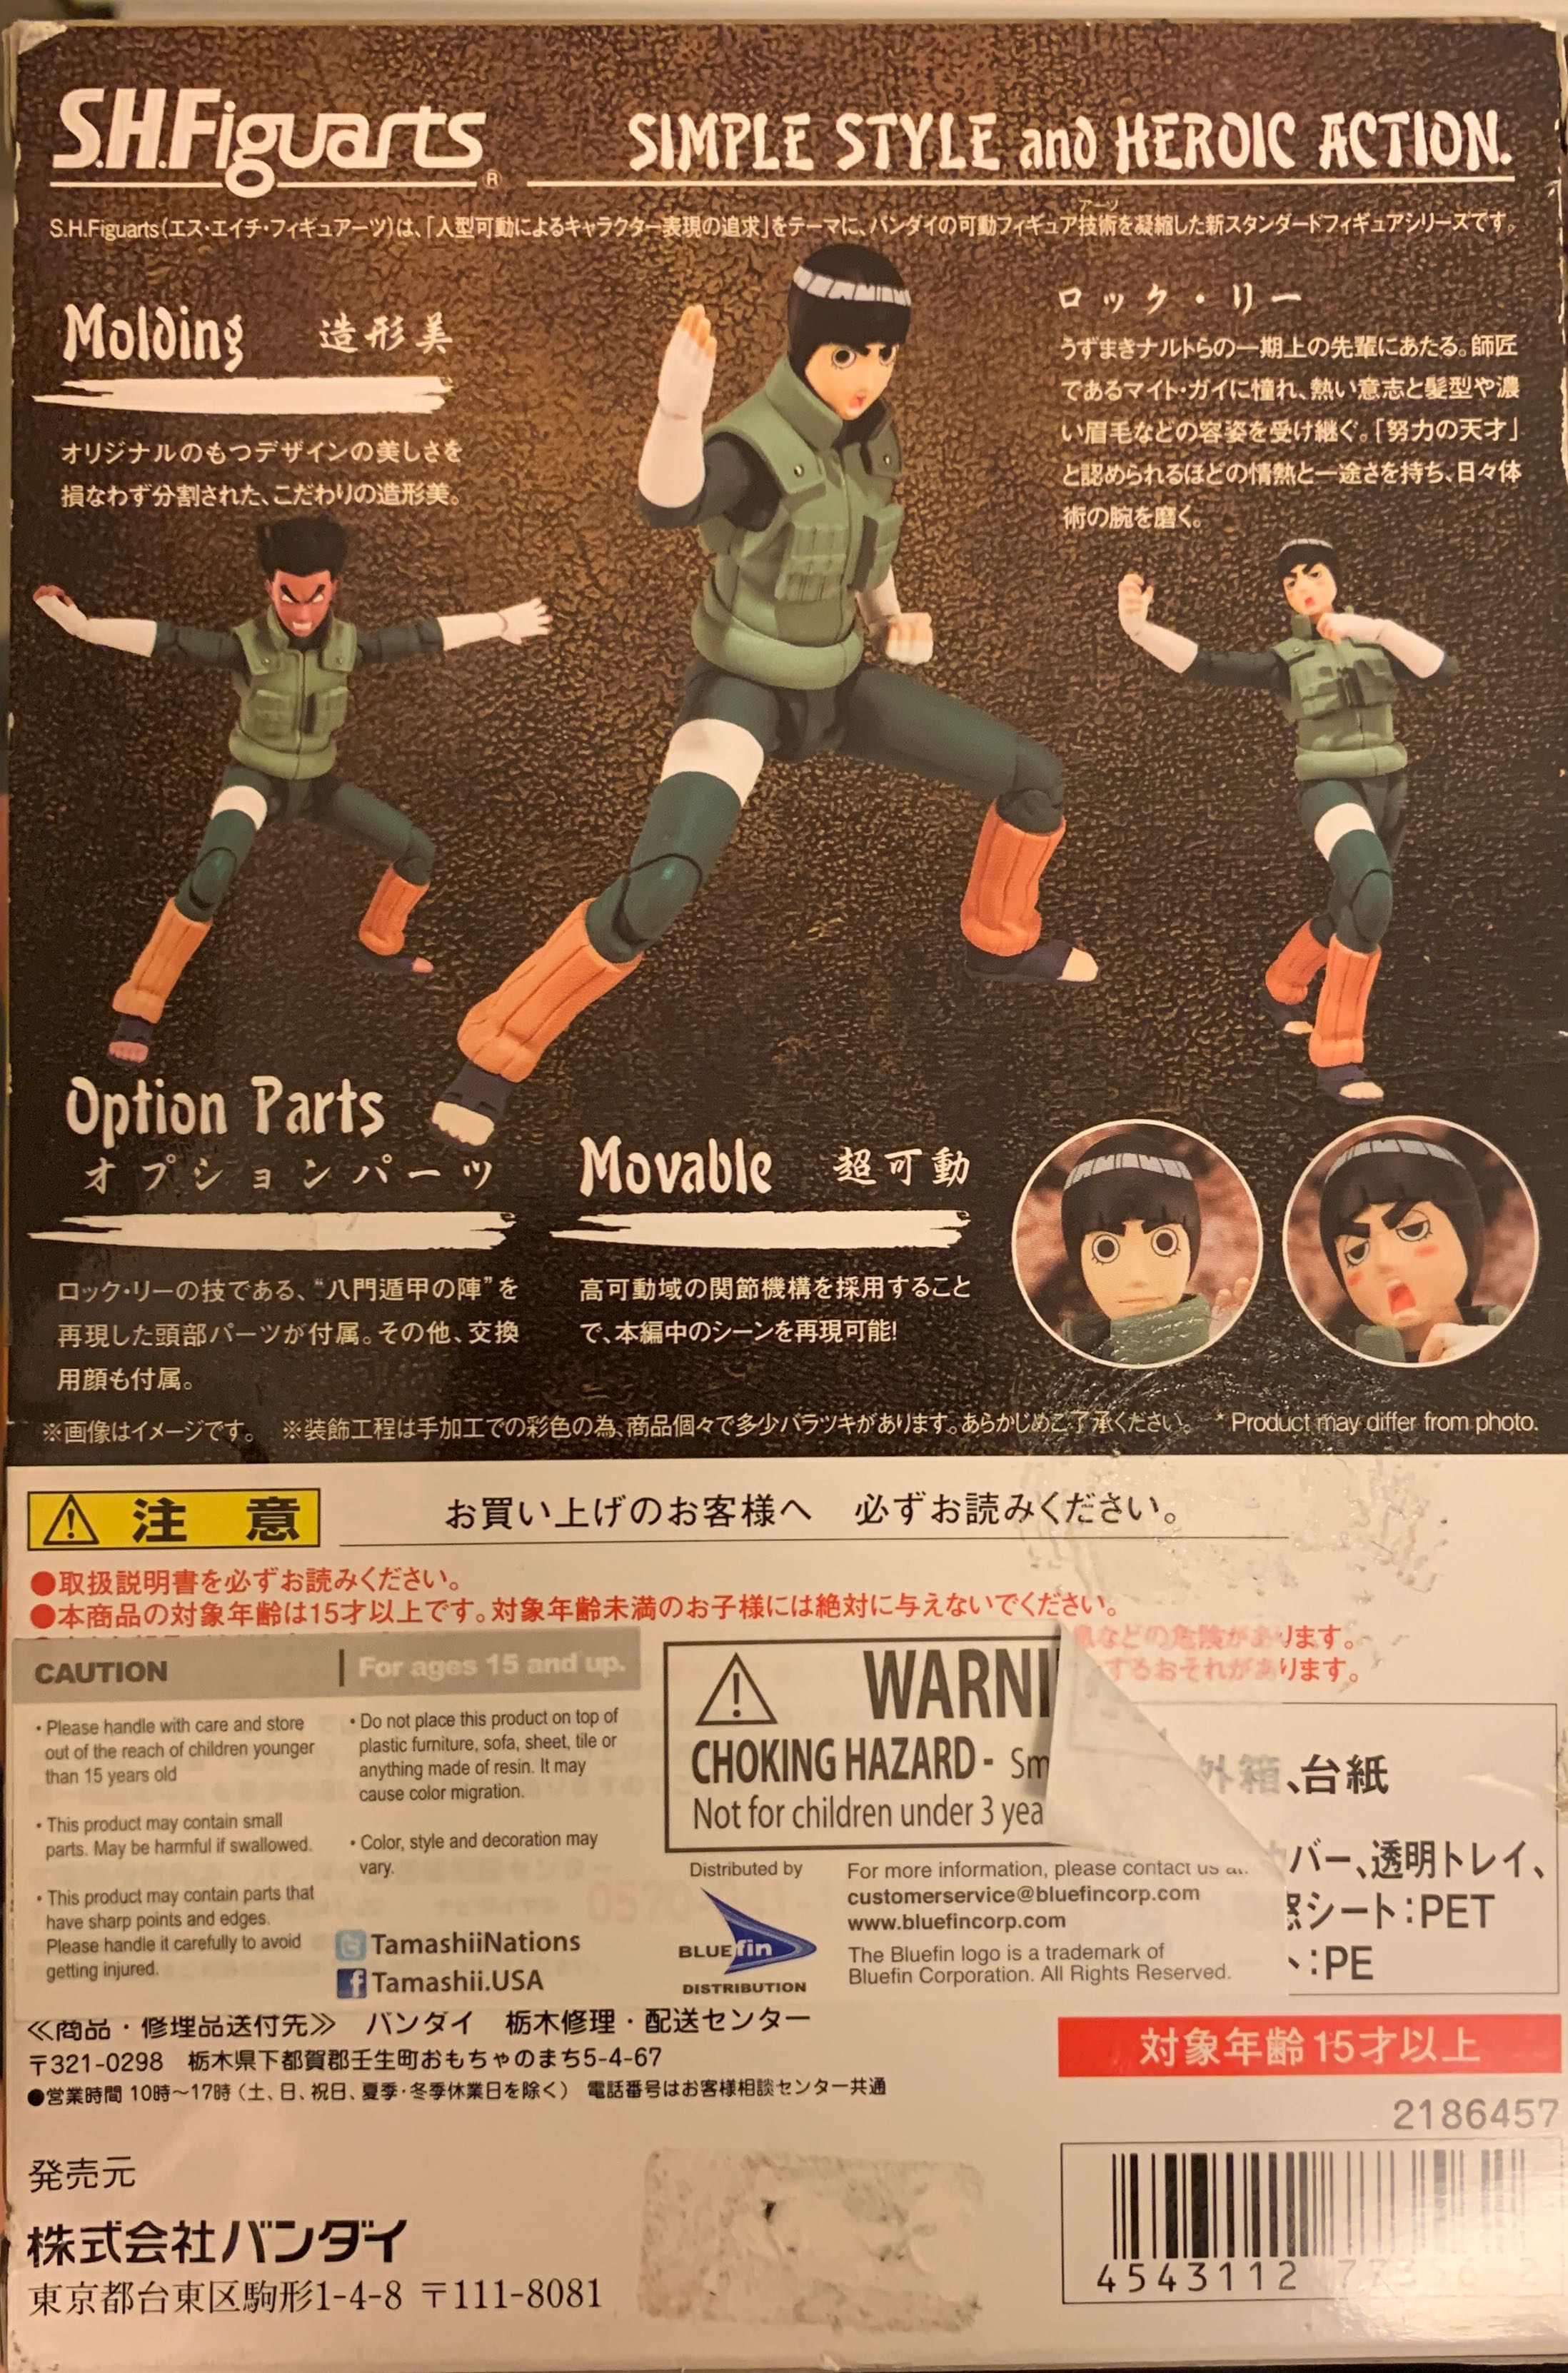 S.H.Figuarts®
SIMPLE STYLE and HEROIC ACTION.
アーツ
S.H.Figuarts(エス・エイチ・フィギュアーツ)は、「人型可動によるキャラクター表現の追求」をテーマに、バンダイの可動フィギュア技術を凝縮した新スタンダードフィギュアシリーズです。
Molding 造形美
オリジナルのもつデザインの美しさを
損なわず分割された、こだわりの造形美。
ロック・リー
うずまきナルトらの一期上の先輩にあたる。師匠
であるマイト・ガイに憧れ、熱い意志と髪型や濃
い眉毛などの容姿を受け継ぐ。「努力の天才」
と認められるほどの情熱と一途さを持ち、日々体
術の腕を磨く。
Option Parts
オプションパーツ
ロック・リーの技である、“八門遁甲の陣”を
再現した頭部パーツが付属。その他、交換
用顔も付属。
Movable 超可動
高可動域の関節機構を採用すること
で、本編中のシーンを再現可能!
※画像はイメージです。 ※装飾工程は手加工での彩色の為、商品個々で多少バラツキがあります。あらかじめご了承ください。 * Product may differ from photo.
注意
お買い上げのお客様へ 必ずお読みください。
●取扱説明書を必ずお読みください。
●本商品の対象年齢は15才以上です。対象年齢未満のお子様には絶対に与えないでください。
などの危険があります。
するおそれがあります。
CAUTION
For ages 15 and up.
・Please handle with care and store
out of the reach of children younger
than 15 years old
・This product may contain small
parts. May be harmful if swallowed.
・This product may contain parts that
have sharp points and edges.
Please handle it carefully to avoid
getting injured.
・Do not place this product on top of
plastic furniture, sofa, sheet, tile or
anything made of resin. It may
cause color migration.
・Color, style and decoration may
vary.
TamashiiNations
Tamashii.USA
WARNI
CHOKING HAZARD - Sm
Not for children under 3 yea
Distributed by
BLUEfin
DISTRIBUTION
For more information, please contact us at:
customerservice@bluefincorp.com
www.bluefincorp.com
The Bluefin logo is a trademark of
Bluefin Corporation. All Rights Reserved.
外箱、台紙
バー、透明トレイ、
窓シート:PET
:PE
≪商品・修理品送付先≫ バンダイ 栃木修理・配送センター
〒321-0298 栃木県下都賀郡壬生町おもちゃのまち5-4-67
●営業時間 10時～17時(土、日、祝日、夏季・冬季休業日を除く) 電話番号はお客様相談センター共通
対象年齢15才以上
2186457
発売元
株式会社バンダイ
東京都台東区駒形1-4-8 〒111-8081
4543112